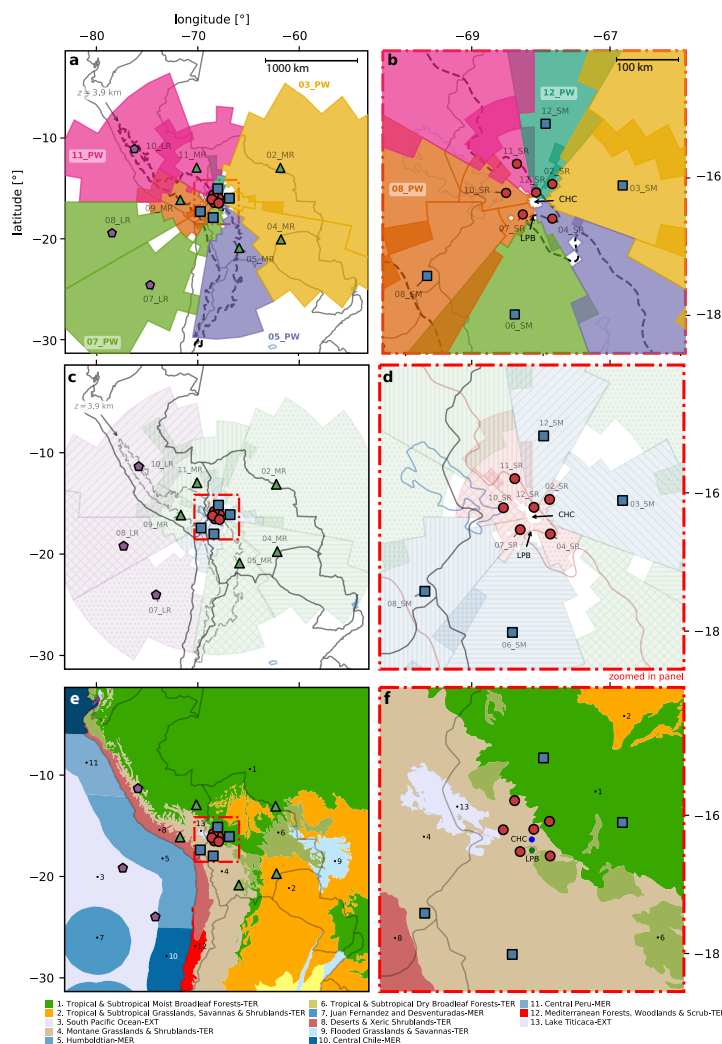 longitude [°]
−80
−70
−60
−69
−67
a
1000 km
03_PW
z = 3.9 km
10_LR
11_PW
11_MR
02_MR
09_MR
08_LR
04_MR
05_MR
07_LR
07_PW
05_PW
−10
−20
−30
latitude [°]
b
100 km
12_PW
12_SM
11_SR
02_SR
12_SR
08_PW
10_SR
03_SM
CHC
07_SR
LPB
04_SR
08_SM
06_SM
−16
−18
c
z = 3.9 km
10_LR
11_MR
02_MR
09_MR
08_LR
04_MR
05_MR
07_LR
−10
−20
−30
d
12_SM
11_SR
02_SR
10_SR
12_SR
03_SM
CHC
07_SR
LPB
04_SR
08_SM
06_SM
−16
−18
zoomed in panel
e
11
1
8
13
5
6
9
3
4
2
7
12
10
−10
−20
−30
f
2
1
13
4
CHC
LPB
8
6
−16
−18
1. Tropical & Subtropical Moist Broadleaf Forests-TER
2. Tropical & Subtropical Grasslands, Savannas & Shrublands-TER
3. South Pacific Ocean-EXT
4. Montane Grasslands & Shrublands-TER
5. Humboldtian-MER
6. Tropical & Subtropical Dry Broadleaf Forests-TER
7. Juan Fernandez and Desventuradas-MER
8. Deserts & Xeric Shrublands-TER
9. Flooded Grasslands & Savannas-TER
10. Central Chile-MER
11. Central Peru-MER
12. Mediterranean Forests, Woodlands & Scrub-TER
13. Lake Titicaca-EXT